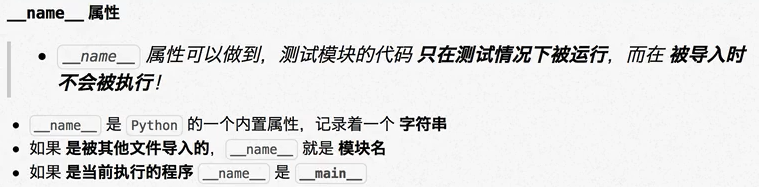 __name__ 属性
__name__ 属性可以做到，测试模块的代码 只在测试情况下被运行，而在 被导入时
不会被执行！
__name__ 是 Python 的一个内置属性，记录着一个 字符串
如果 是被其他文件导入的，__name__ 就是 模块名
如果 是当前执行的程序 __name__ 是 __main__